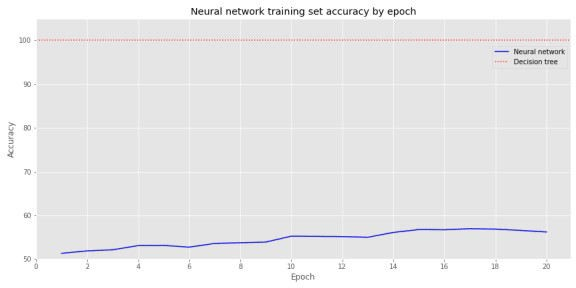 Neural network training set accuracy by epoch
100
90
80
70
60
50
Accuracy
Neural network
Decision tree
0 2 4 6 8 10 12 14 16 18 20
Epoch